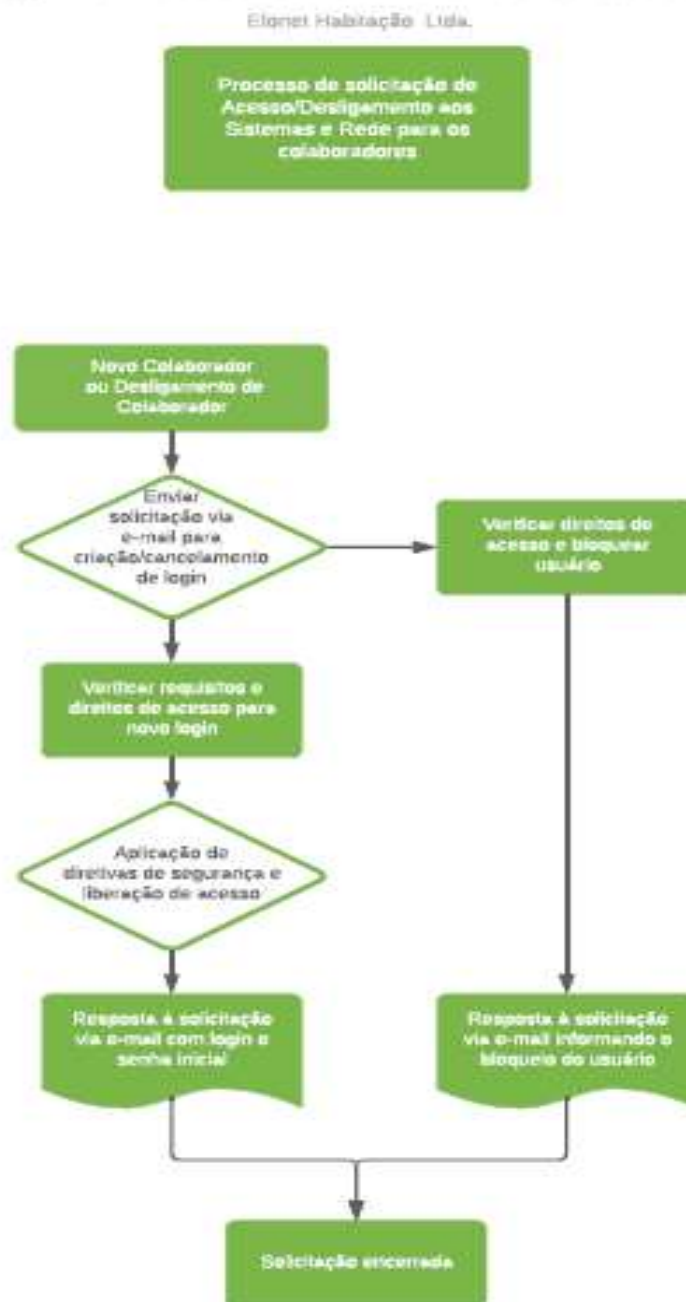 Habitação Ltda.
Processo de solicitação de
Acesso/Desligamento aos
Sistemas e Rede para os
colaboradores
Novo Colaborador
ou Desligamento de
Colaborador
Enviar
solicitação via
e-mail para
criação/cancelamento
de login
Verificar direitos de
acesso e bloquear
usuário
Verificar requisitos e
direitos de acesso para
novo login
Aplicação de
diretivas de segurança e
liberação de acesso
Resposta à solicitação
via e-mail com login e
senha inicial
Resposta à solicitação
via e-mail informando o
bloqueio do usuário
Solicitação encerrada